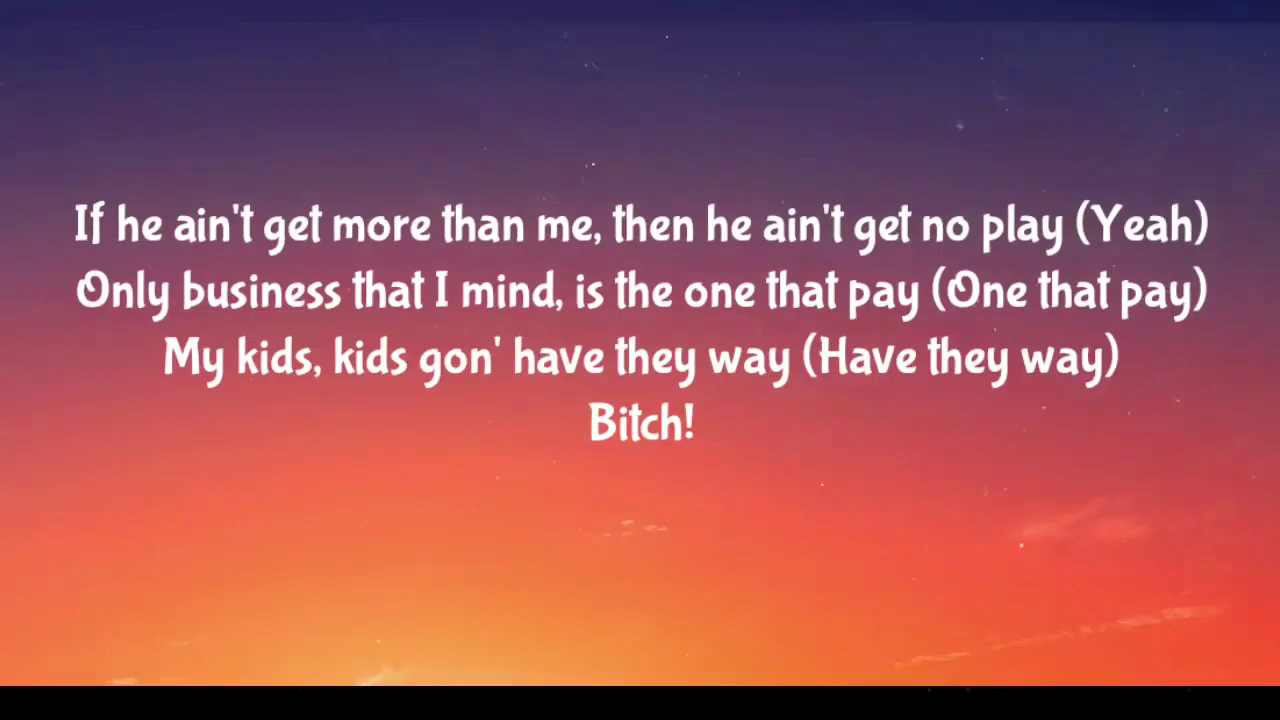 If he ain't get more than me, then he ain't get no play (Yeah)
Only business that I mind, is the one that pay (One that pay)
My kids, kids gon' have they way (Have they way)
Bitch!